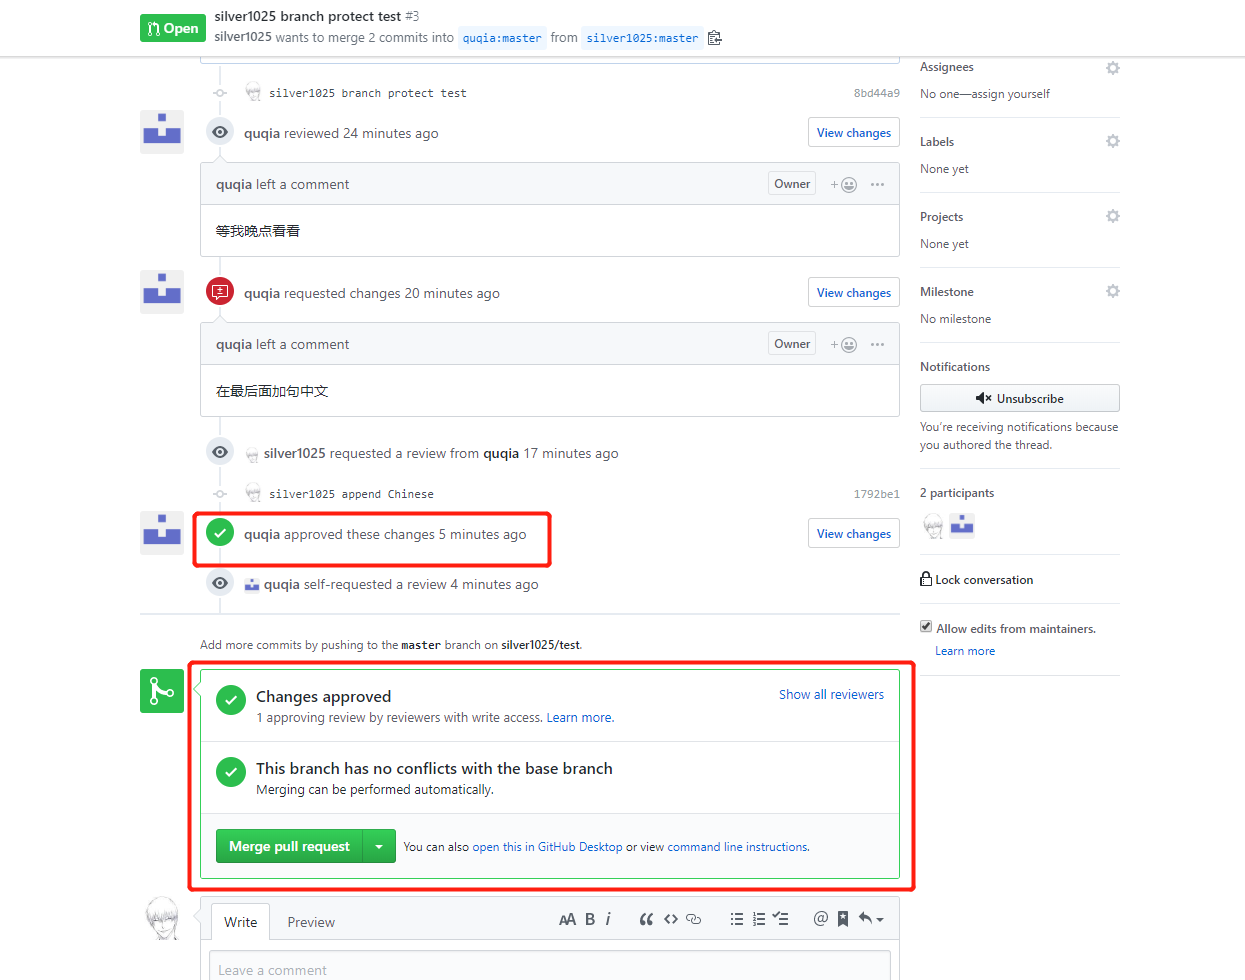 Open
silver1025 branch protect test #3
silver1025 wants to merge 2 commits into quqia:master from silver1025:master
silver1025 branch protect test 8bd44a9
quqia reviewed 24 minutes ago View changes
quqia left a comment Owner
等我晚点看看
quqia requested changes 20 minutes ago View changes
quqia left a comment Owner
在最后面加句中文
silver1025 requested a review from quqia 17 minutes ago
silver1025 append Chinese 1792be1
quqia approved these changes 5 minutes ago View changes
quqia self-requested a review 4 minutes ago
Add more commits by pushing to the master branch on silver1025/test.
Changes approved Show all reviewers
1 approving review by reviewers with write access. Learn more.
This branch has no conflicts with the base branch
Merging can be performed automatically.
Merge pull request You can also open this in GitHub Desktop or view command line instructions.
Write Preview AA B i
Leave a comment
Assignees
No one—assign yourself
Labels
None yet
Projects
None yet
Milestone
No milestone
Notifications
Unsubscribe
You're receiving notifications because
you authored the thread.
2 participants
Lock conversation
Allow edits from maintainers.
Learn more